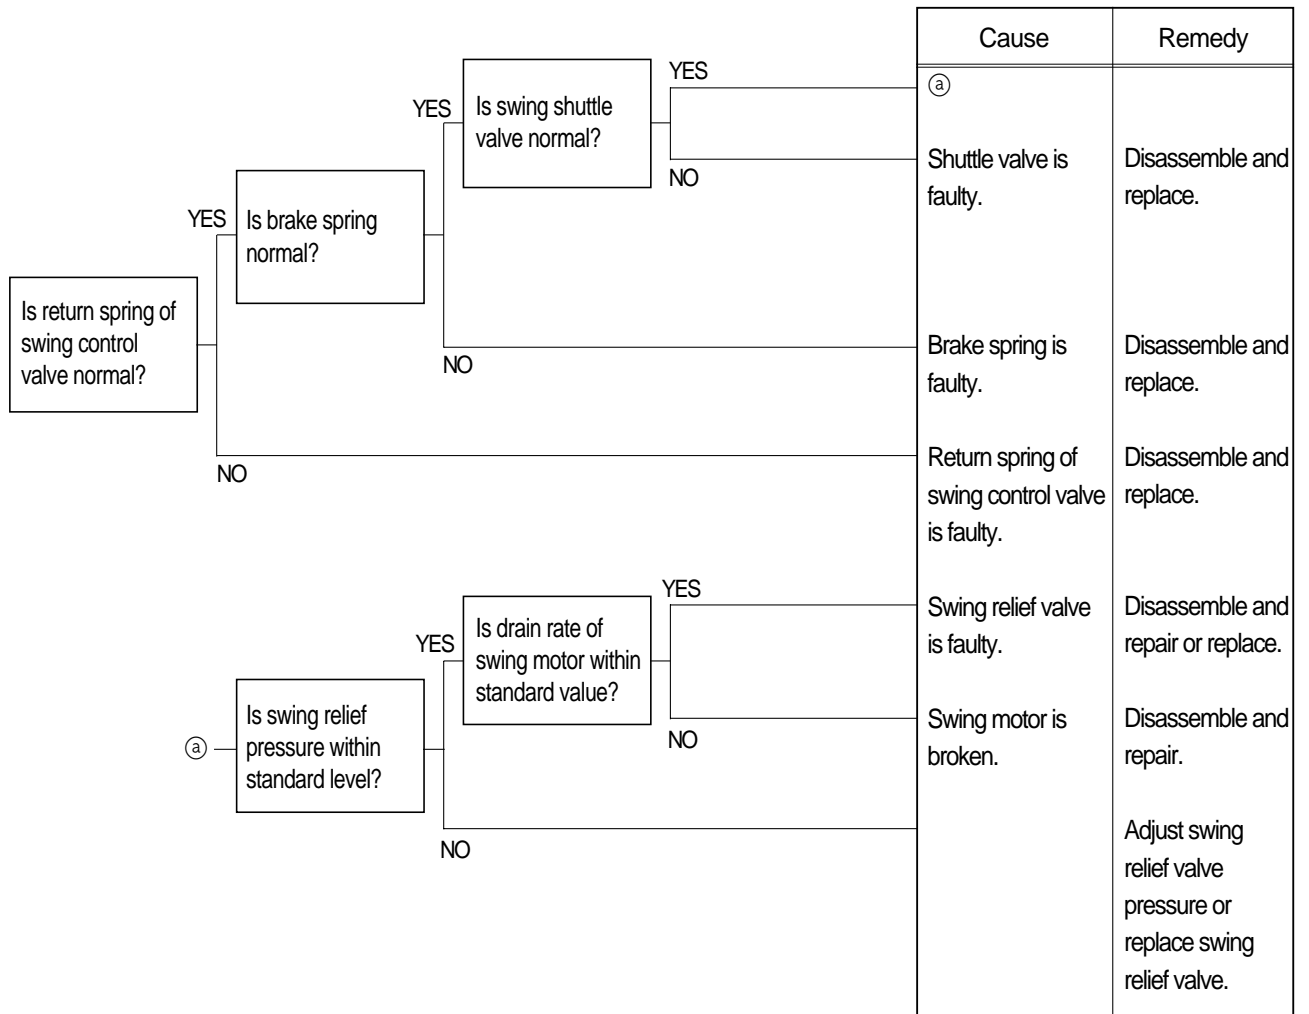 Cause
Remedy
YES
ⓐ
YES
Is swing shuttle
valve normal?
Shuttle valve is
faulty.
Disassemble and
replace.
NO
YES
Is brake spring
normal?
Is return spring of
swing control
valve normal?
Brake spring is
faulty.
Disassemble and
replace.
NO
Return spring of
swing control valve
is faulty.
Disassemble and
replace.
NO
YES
Swing relief valve
is faulty.
Disassemble and
repair or replace.
YES
Is drain rate of
swing motor within
standard value?
Swing motor is
broken.
Disassemble and
repair.
NO
ⓐ
Is swing relief
pressure within
standard level?
NO
Adjust swing
relief valve
pressure or
replace swing
relief valve.